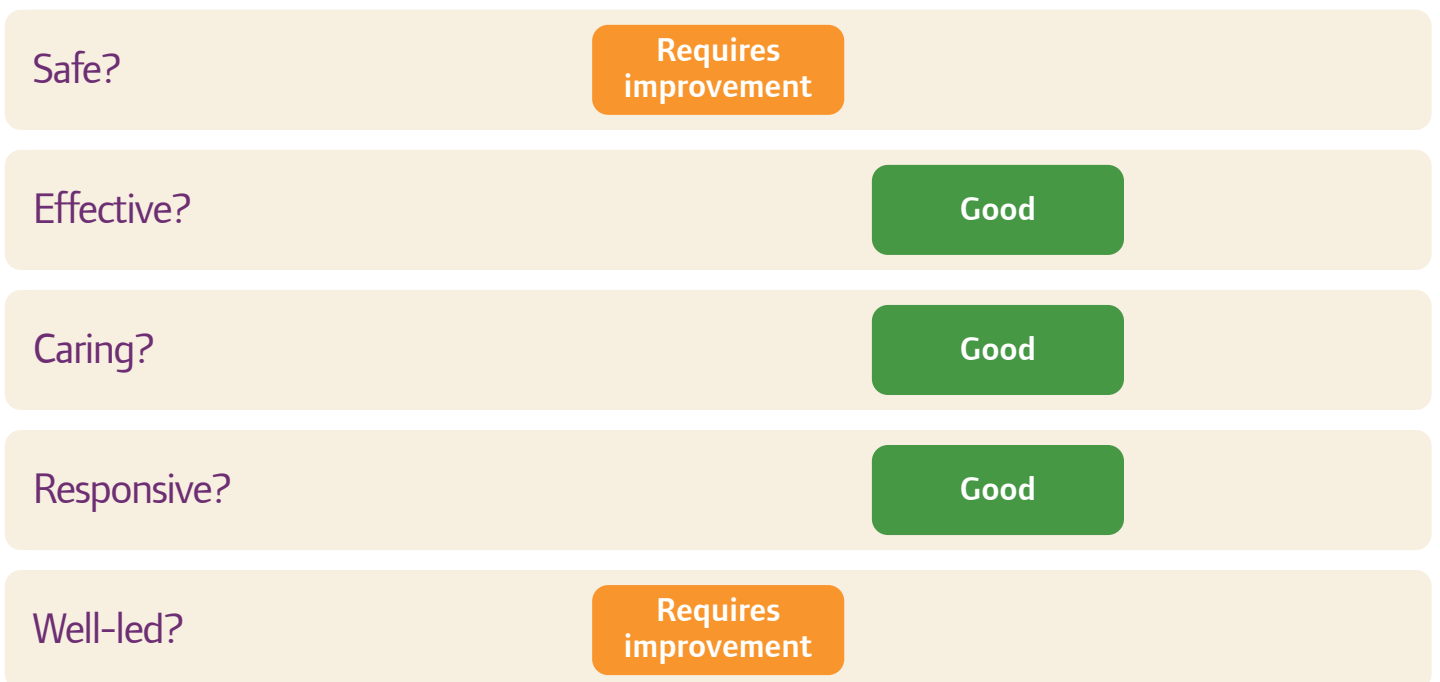 Safe?
Requires
improvement
Effective?
Good
Caring?
Good
Responsive?
Good
Well-led?
Requires
improvement